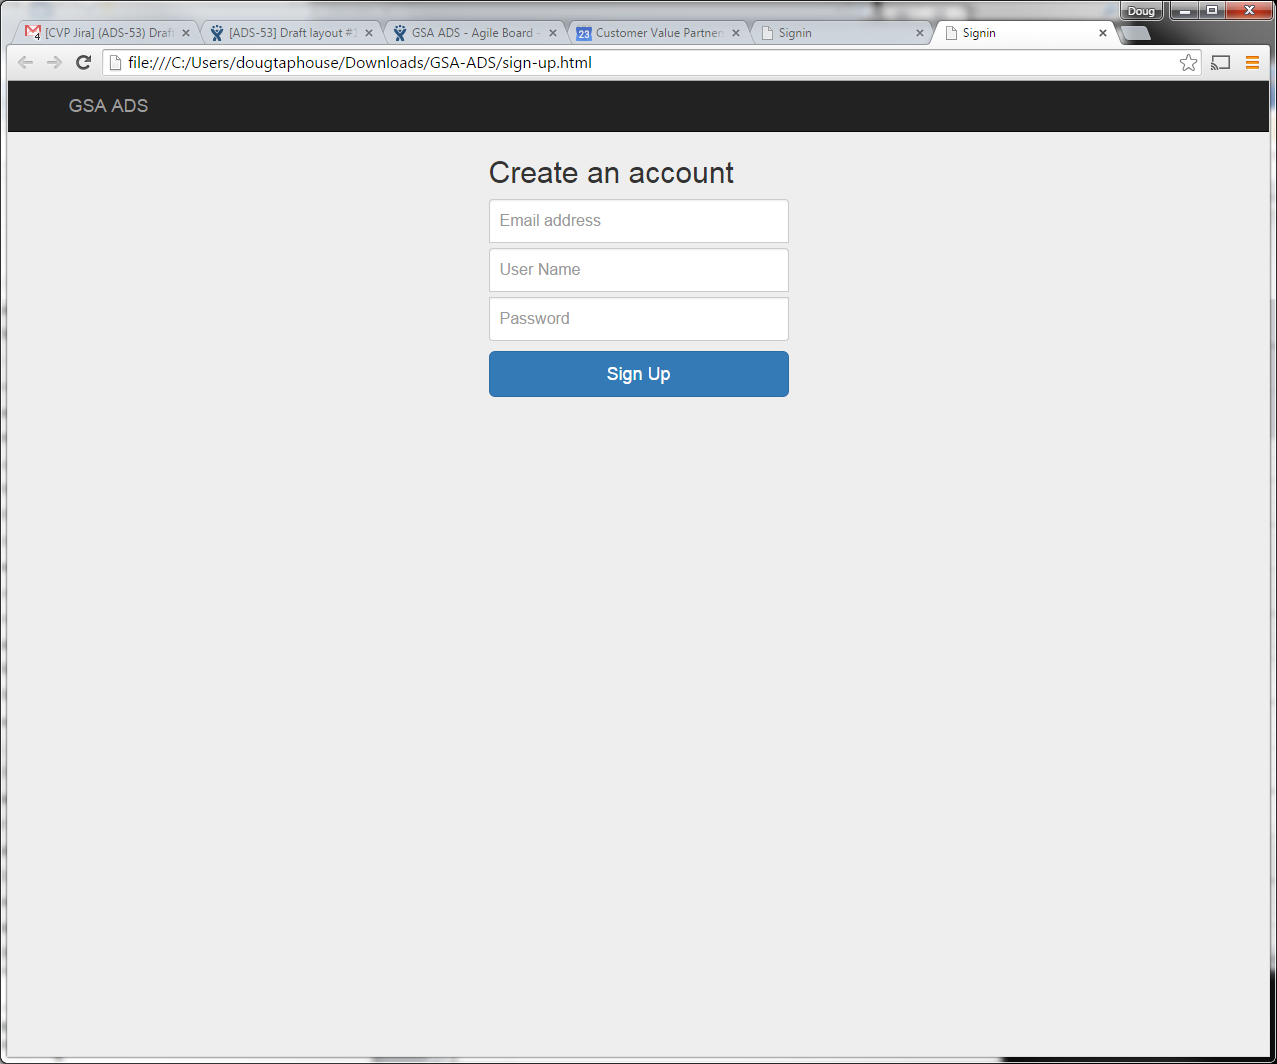 Doug
[CVP Jira] (ADS-53) Draf
[ADS-53] Draft layout #1
GSA ADS - Agile Board -
Customer Value Partner
Signin
Signin
4
23
file:///C:/Users/dougtaphouse/Downloads/GSA-ADS/sign-up.html
GSA ADS
Create an account
Email address
User Name
Password
Sign Up